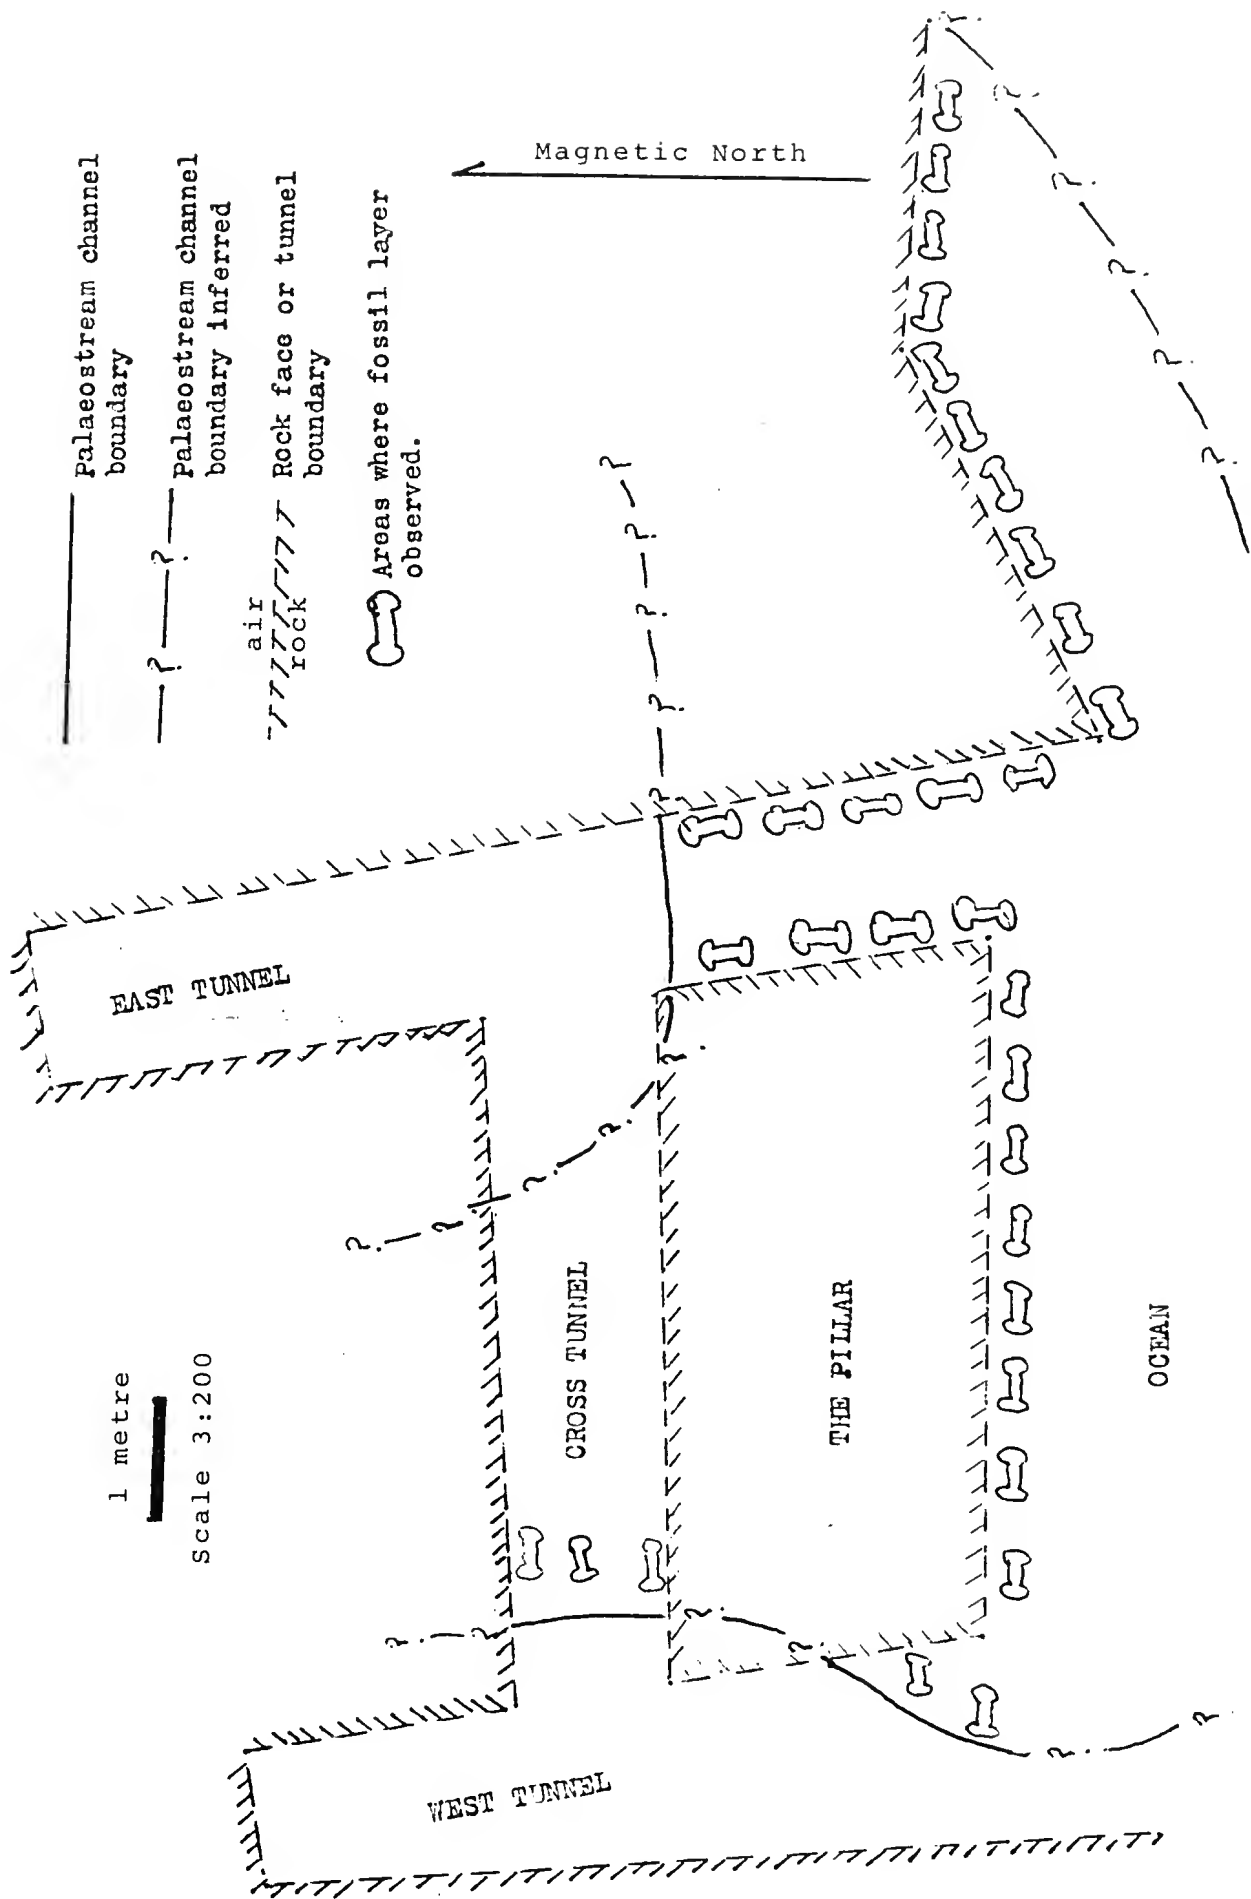 Palaeostream channel
boundary
—?—?—
Palaeostream channel
boundary inferred
air
rock
Rock face or tunnel
boundary
Areas where fossil layer
observed.
Magnetic North
1 metre
Scale 3:200
EAST TUNNEL
CROSS TUNNEL
WEST TUNNEL
THE PILLAR
OCEAN